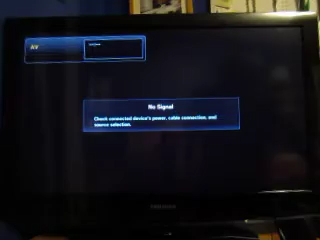 AV
No Signal
Check connected device's power, cable connection, and
source selection.